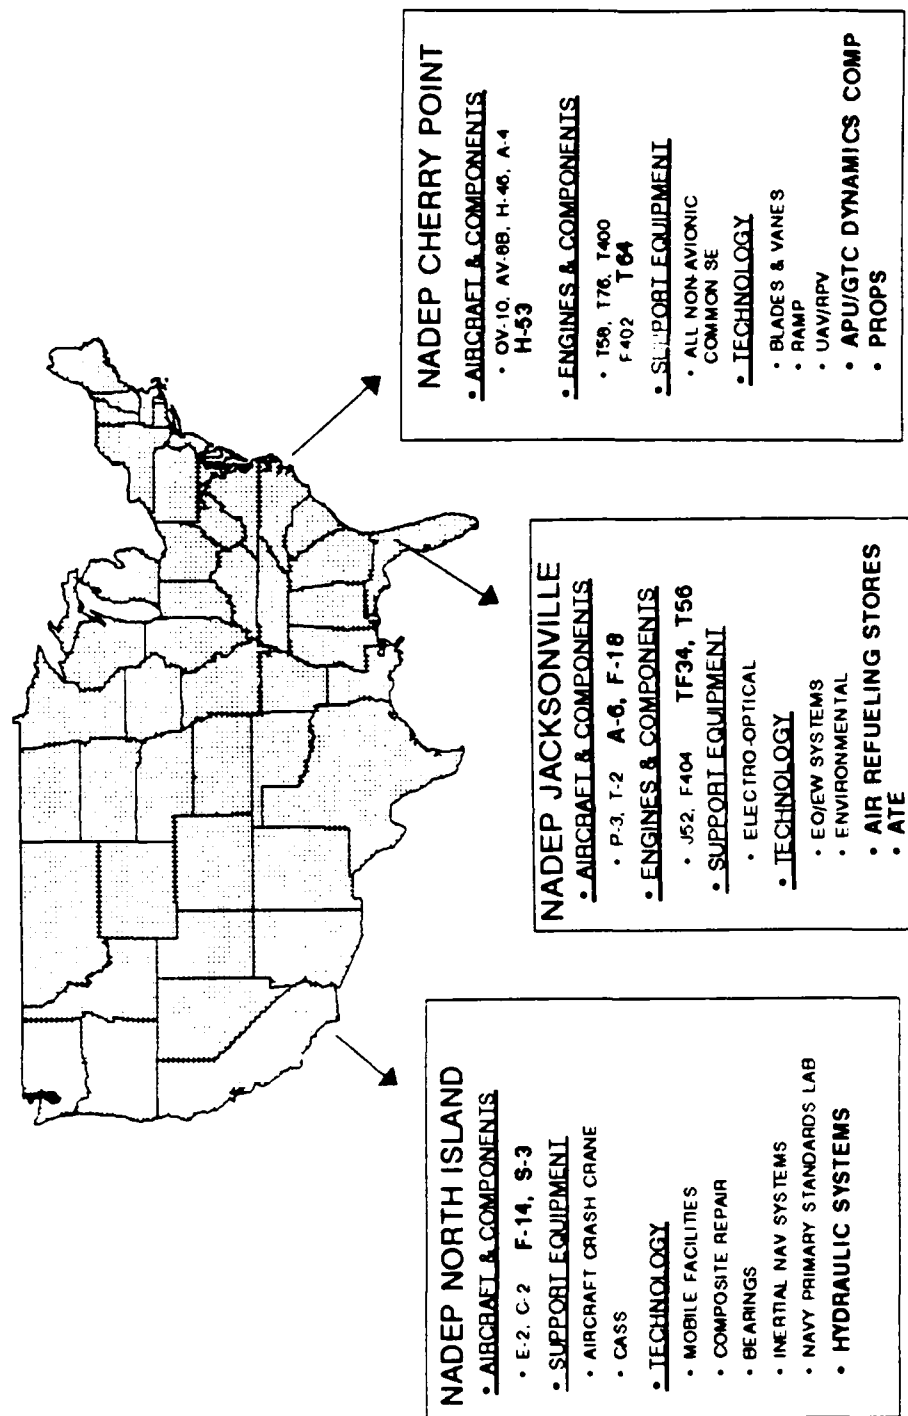 NADEP NORTH ISLAND
• AIRCRAFT & COMPONENTS
• E-2, C-2 F-14, S-3
• SUPPORT EQUIPMENT
• AIRCRAFT CRASH CRANE
• CASS
• TECHNOLOGY
• MOBILE FACILITIES
• COMPOSITE REPAIR
• BEARINGS
• INERTIAL NAV SYSTEMS
• NAVY PRIMARY STANDARDS LAB
• HYDRAULIC SYSTEMS
NADEP JACKSONVILLE
• AIRCRAFT & COMPONENTS
• P-3, T-2 A-6, F-18
• ENGINES & COMPONENTS
• J52, F404 TF34, T56
• SUPPORT EQUIPMENT
• ELECTRO-OPTICAL
• TECHNOLOGY
• EO/EW SYSTEMS
• ENVIRONMENTAL
• AIR REFUELING STORES
• ATE
NADEP CHERRY POINT
• AIRCRAFT & COMPONENTS
• OV-10, AV-8B, H-46, A-4
H-53
• ENGINES & COMPONENTS
• T58, T76, T400
F402 T64
• SUPPORT EQUIPMENT
• ALL NON-AVIONIC
COMMON SE
• TECHNOLOGY
• BLADES & VANES
• RAMP
• UAV/RPV
• APU/GTC DYNAMICS COMP
• PROPS